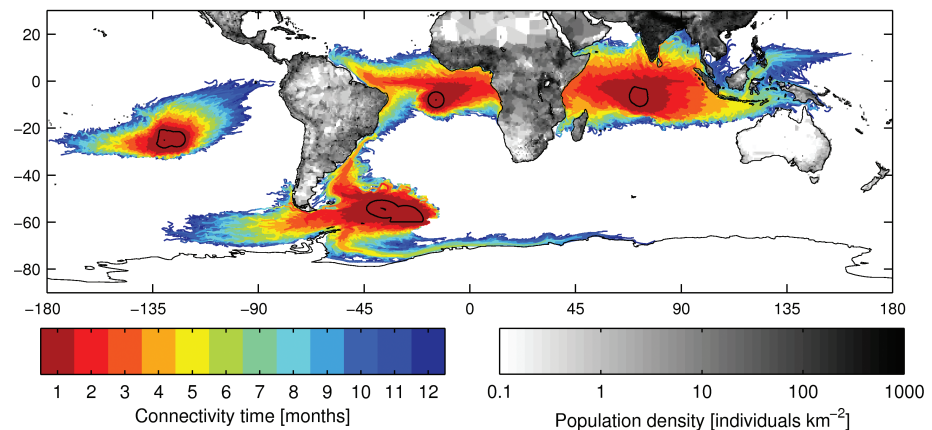 20
0
−20
−40
−60
−80
−180 −135 −90 −45 0 45 90 135 180
1 2 3 4 5 6 7 8 9 10 11 12
Connectivity time [months]
0.1 1 10 100 1000
Population density [individuals km−2]